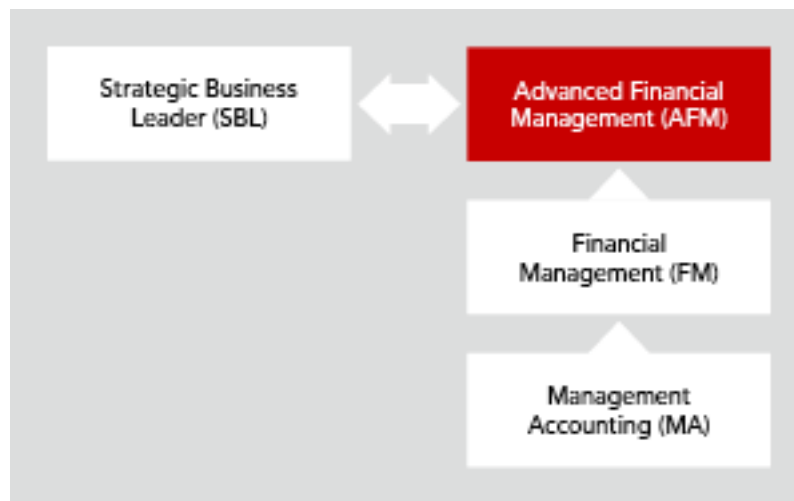 Strategic Business
Leader (SBL)
Advanced Financial
Management (AFM)
Financial
Management (FM)
Management
Accounting (MA)